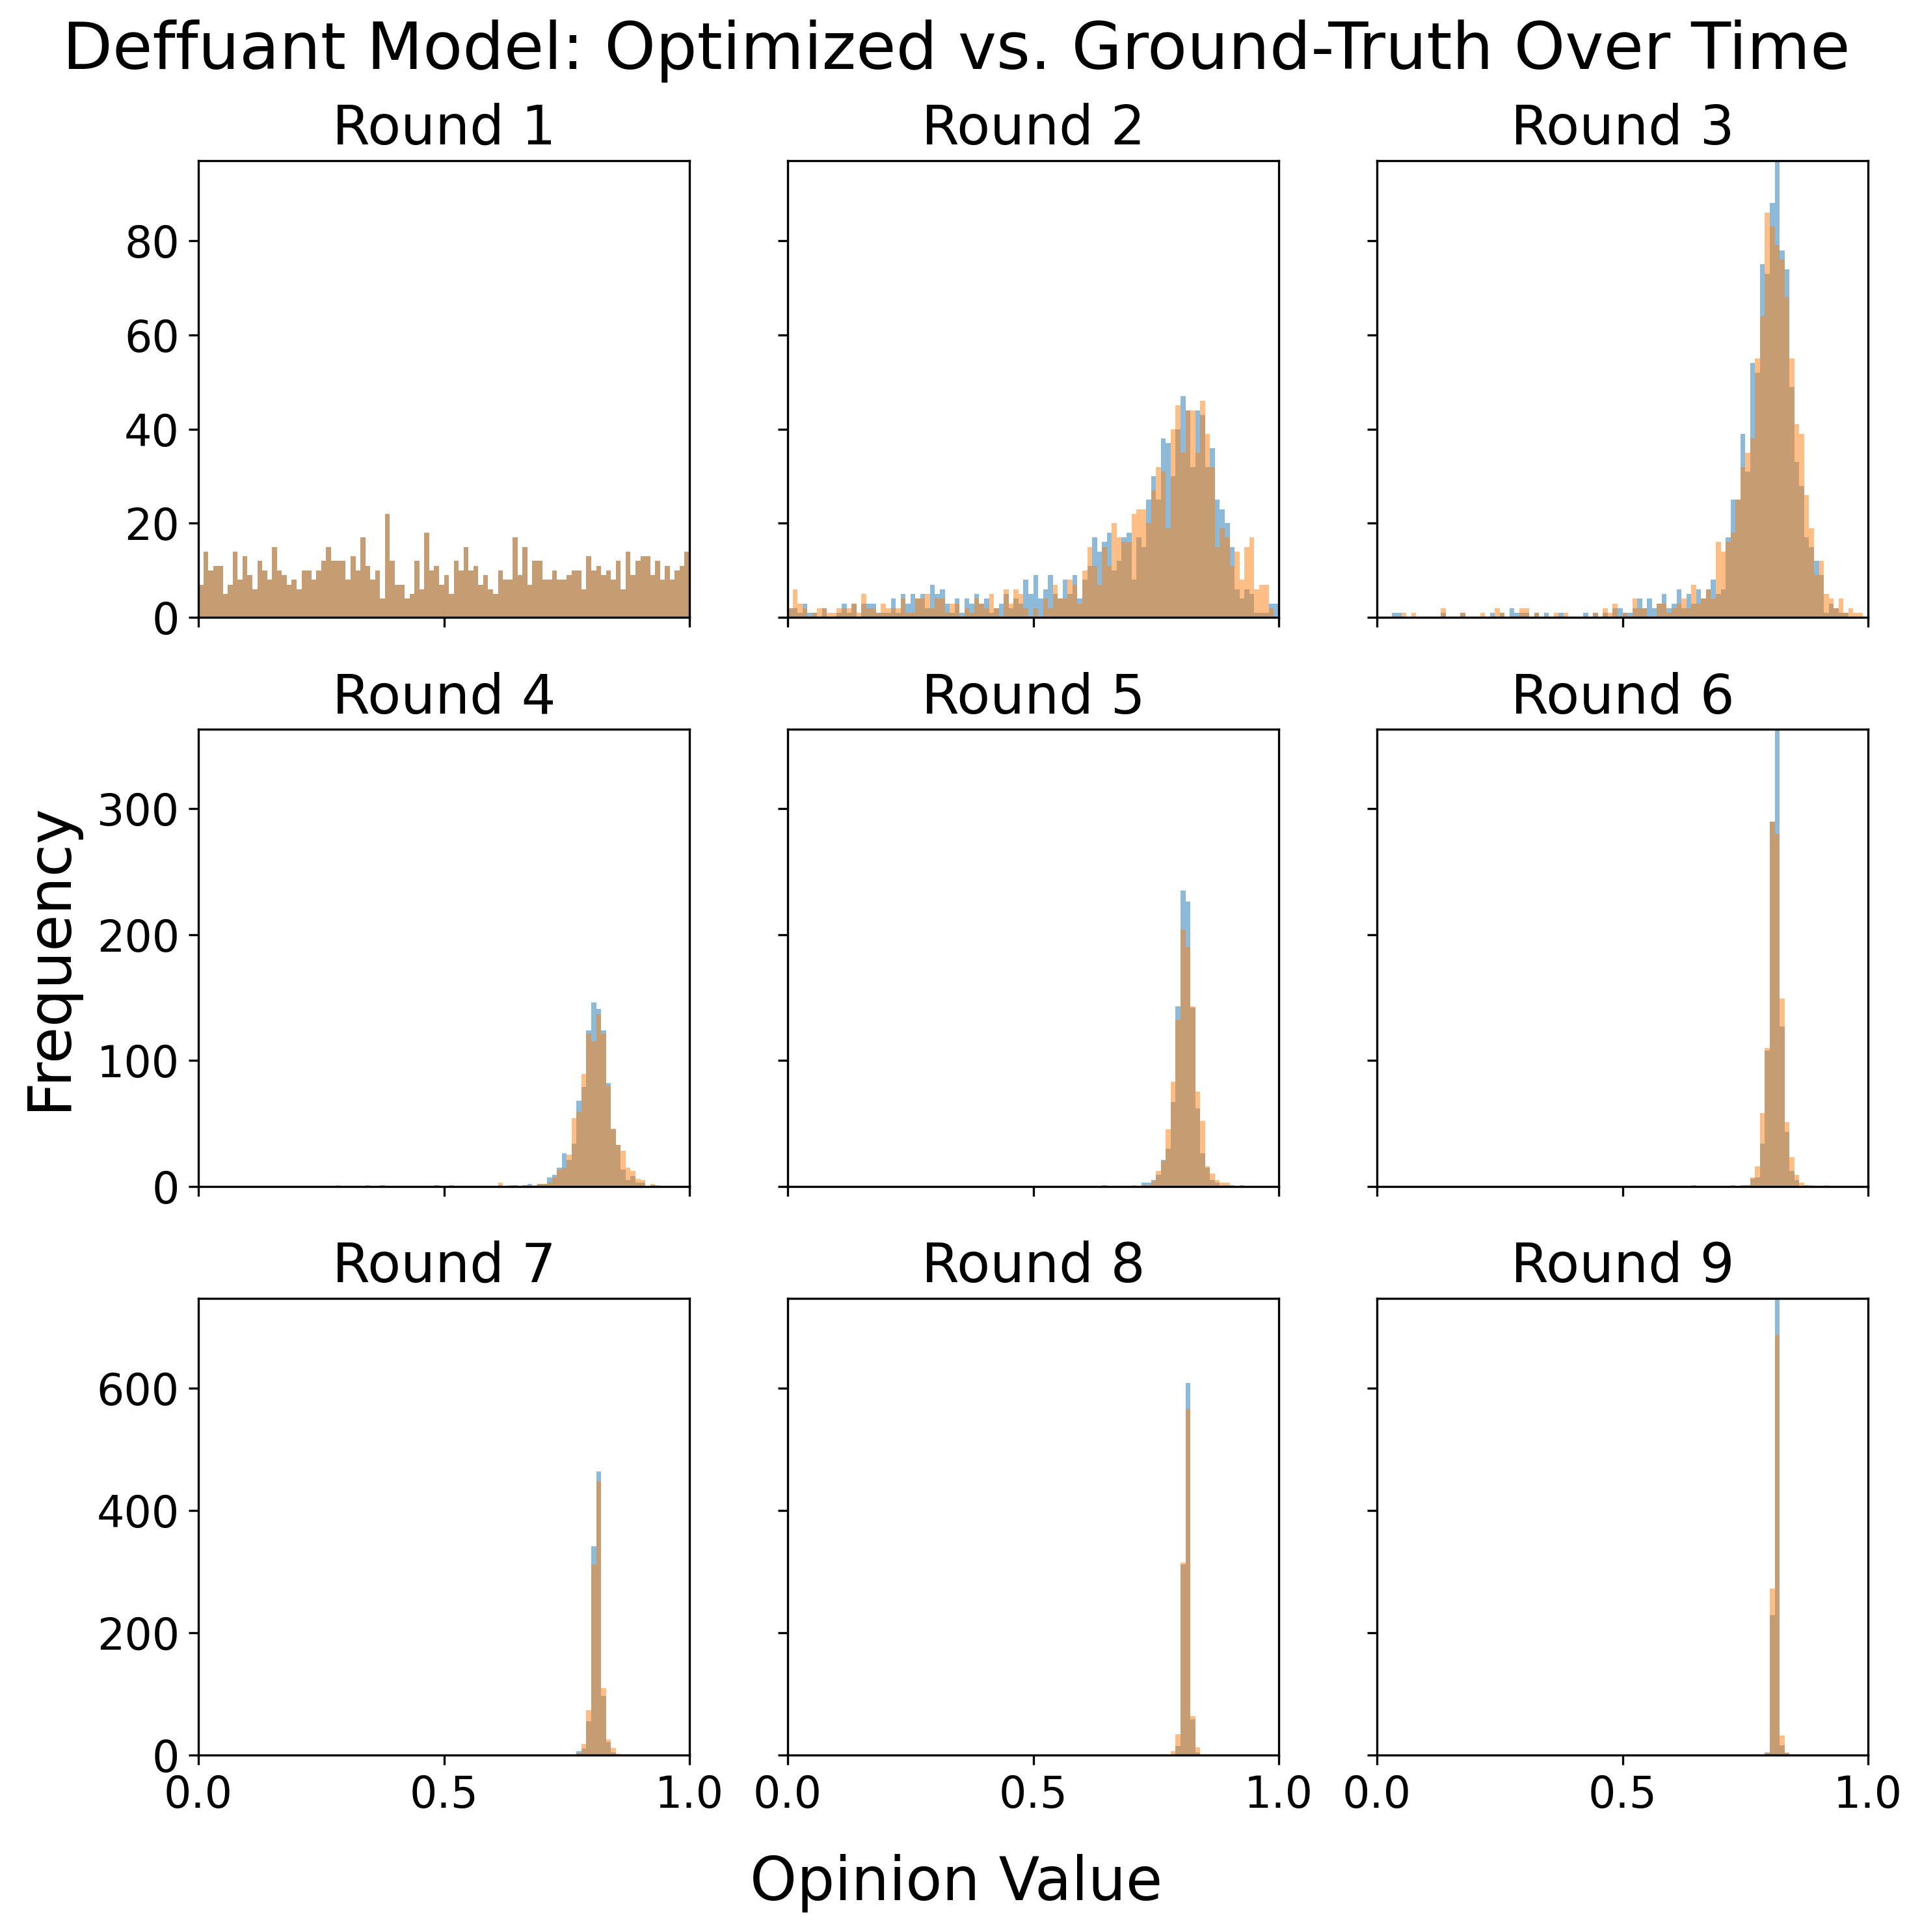 Deffuant Model: Optimized vs. Ground-Truth Over Time
Round 1
Round 2
Round 3
80
60
40
20
0
Round 4
Round 5
Round 6
Frequency
300
200
100
0
Round 7
Round 8
Round 9
600
400
200
0
0.0 0.5 1.0 0.0 0.5 1.0 0.0 0.5 1.0
Opinion Value